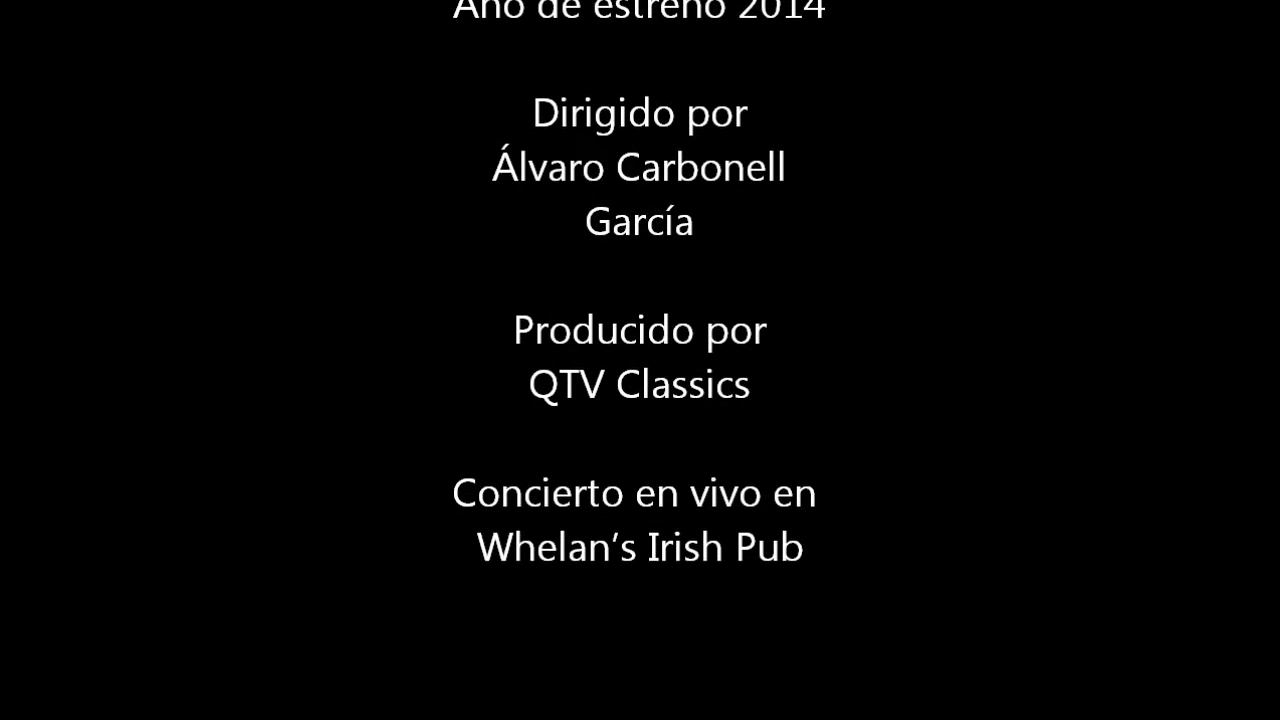 Año de estreno 2014
Dirigido por
Álvaro Carbonell
García
Producido por
QTV Classics
Concierto en vivo en
Whelan’s Irish Pub